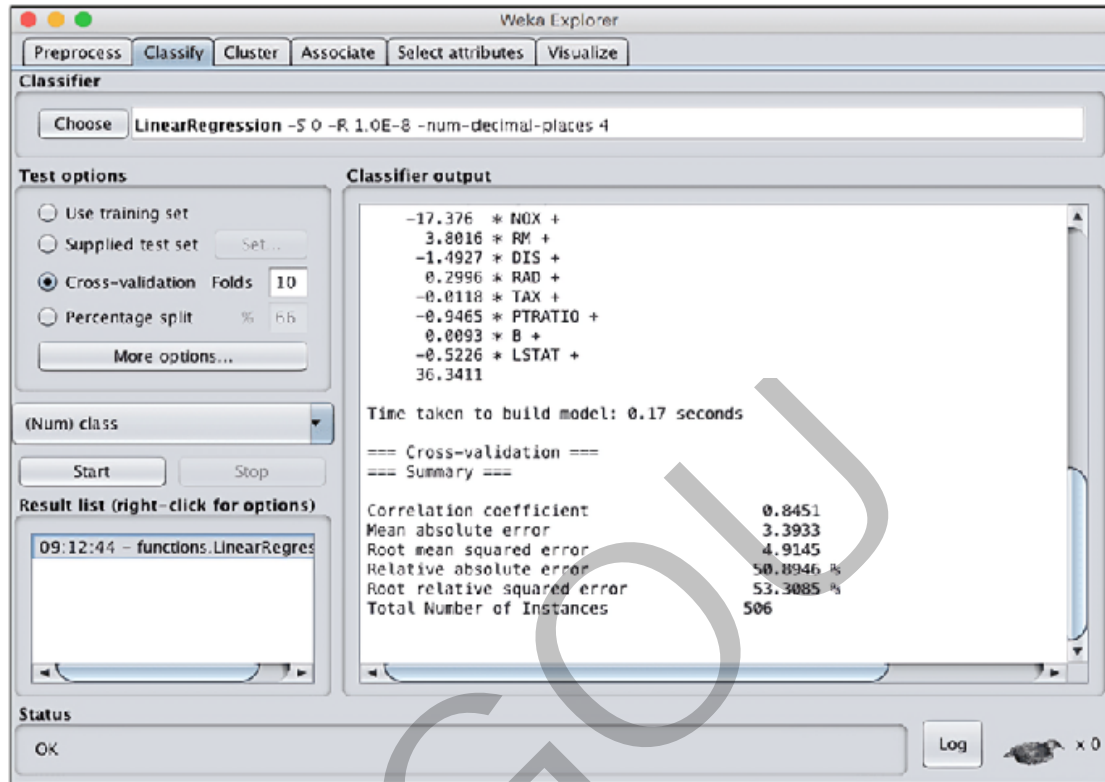 Weka Explorer
Preprocess Classify Cluster Associate Select attributes Visualize
Classifier
Choose LinearRegression -S 0 -R 1.0E-8 -num-decimal-places 4
Test options
Use training set
Supplied test set Set...
Cross-validation Folds 10
Percentage split % 66
More options...
(Num) class
Start Stop
Result list (right-click for options)
09:12:44 - functions.LinearRegres
Classifier output
-17.376 * NOX +
3.8016 * RM +
-1.4927 * DIS +
0.2996 * RAD +
-0.0118 * TAX +
-0.9465 * PTRATIO +
0.0093 * B +
-0.5226 * LSTAT +
36.3411
Time taken to build model: 0.17 seconds
=== Cross-validation ===
=== Summary ===
Correlation coefficient 0.8451
Mean absolute error 3.3933
Root mean squared error 4.9145
Relative absolute error 50.8946 %
Root relative squared error 53.3085 %
Total Number of Instances 506
Status
OK
Log x 0